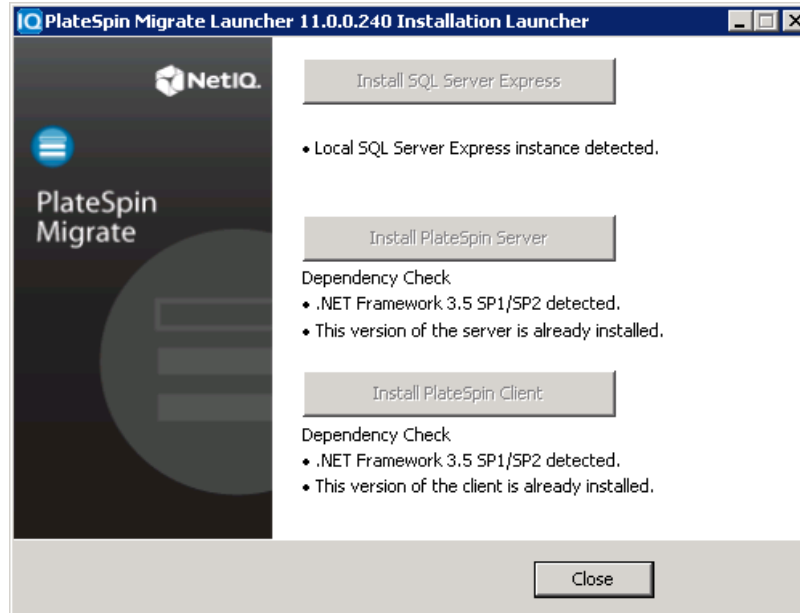 IQ PlateSpin Migrate Launcher 11.0.0.240 Installation Launcher
NetIQ.
PlateSpin
Migrate
Install SQL Server Express
• Local SQL Server Express instance detected.
Install PlateSpin Server
Dependency Check
• .NET Framework 3.5 SP1/SP2 detected.
• This version of the server is already installed.
Install PlateSpin Client
Dependency Check
• .NET Framework 3.5 SP1/SP2 detected.
• This version of the client is already installed.
Close